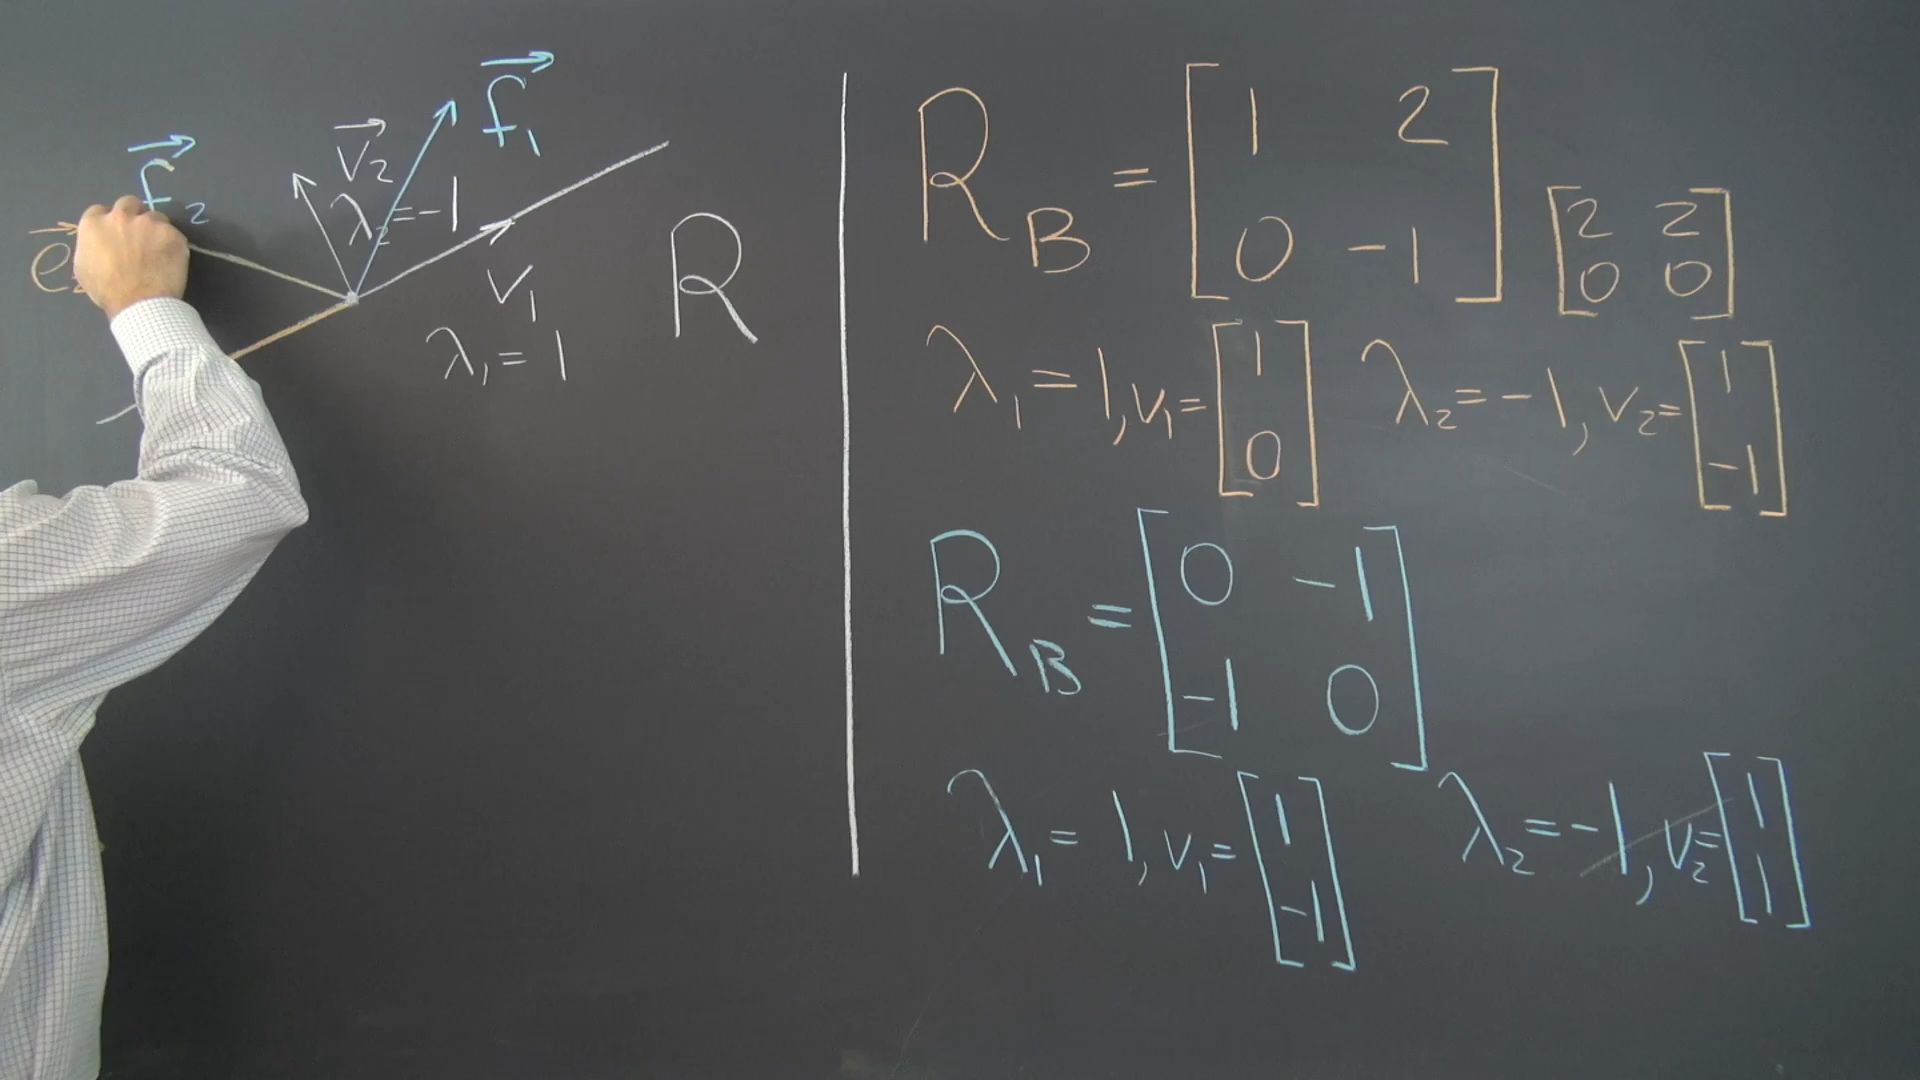 f₁
f₂
v₂
λ₂ = -1
e₂
v₁
λ₁ = 1
R
R_B = [1 2; 0 -1]
[2 2; 0 0]
λ₁ = 1, v₁ = [1; 0] λ₂ = -1, v₂ = [1; -1]
R_B = [0 -1; -1 0]
λ₁ = 1, v₁ = [1; -1] λ₂ = -1, v₂ = [1; 1]